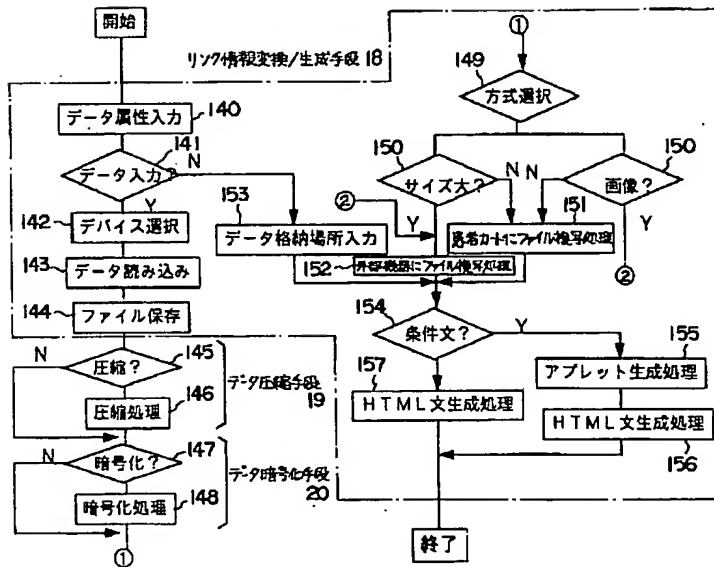 開始
リンク情報変換/生成手段 18
データ属性入力
140
141
データ入力?
N
Y
142
デバイス選択
143
データ読み込み
144
ファイル保存
N
圧縮?
145
圧縮処理
146
データ圧縮手段
19
N
暗号化?
147
暗号化処理
148
データ暗号化手段
20
①
①
149
方式選択
150
サイズ大?
N
Y
N
画像?
150
Y
②
②
153
データ格納場所入力
151
患者カードにファイル複写処理
152
外部機器にファイル複写処理
154
条件文?
Y
157
HTML文生成処理
155
アプレット生成処理
HTML文生成処理
156
終了